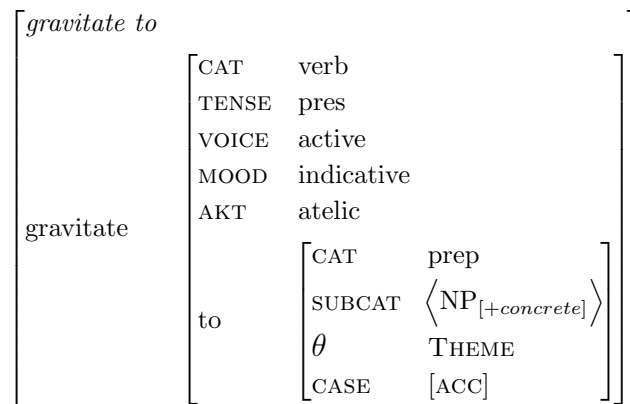 gravitate to
CAT verb
TENSE pres
VOICE active
MOOD indicative
AKT atelic
gravitate
CAT prep
SUBCAT ⟨NP[+concrete]⟩
to
θ THEME
CASE [ACC]